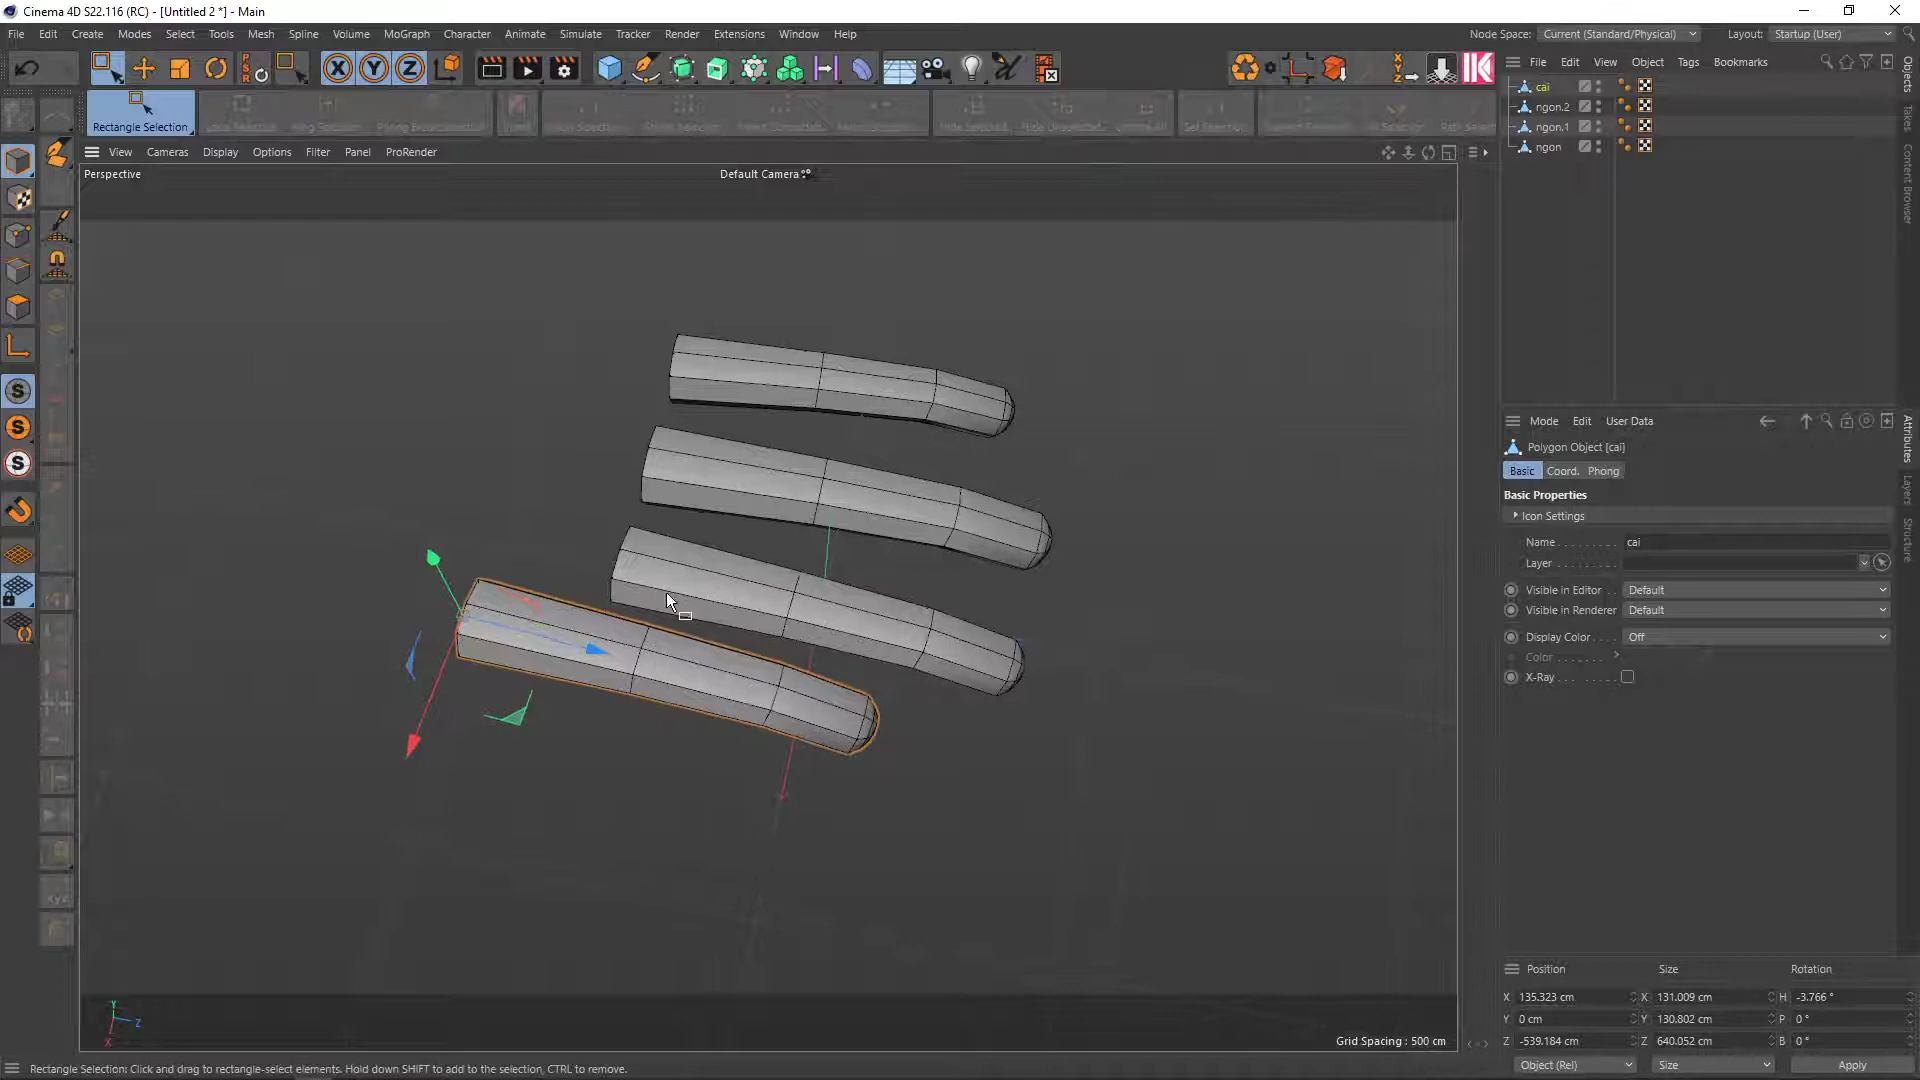 Cinema 4D S22.116 (RC) - [Untitled 2 *] - Main
File Edit Create Modes Select Tools Mesh Spline Volume MoGraph Character Animate Simulate Tracker Render Extensions Window Help
Node Space: Current (Standard/Physical) Layout: Startup (User)
Rectangle Selection
View Cameras Display Options Filter Panel ProRender
Perspective
Default Camera
Grid Spacing : 500 cm
File Edit View Object Tags Bookmarks
cai
ngon.2
ngon.1
ngon
Objects
Takes
Content Browser
Mode Edit User Data
Polygon Object [cai]
Basic Coord. Phong
Basic Properties
Icon Settings
Name cai
Layer
Visible in Editor Default
Visible in Renderer Default
Display Color Off
Color
X-Ray
Attributes
Layers
Structure
Position Size Rotation
X 135.323 cm X 131.009 cm H -3.766 °
Y 0 cm Y 130.802 cm P 0 °
Z -539.184 cm Z 640.052 cm B 0 °
Object (Rel) Size Apply
Y
Z
X
Rectangle Selection: Click and drag to rectangle-select elements. Hold down SHIFT to add to the selection, CTRL to remove.